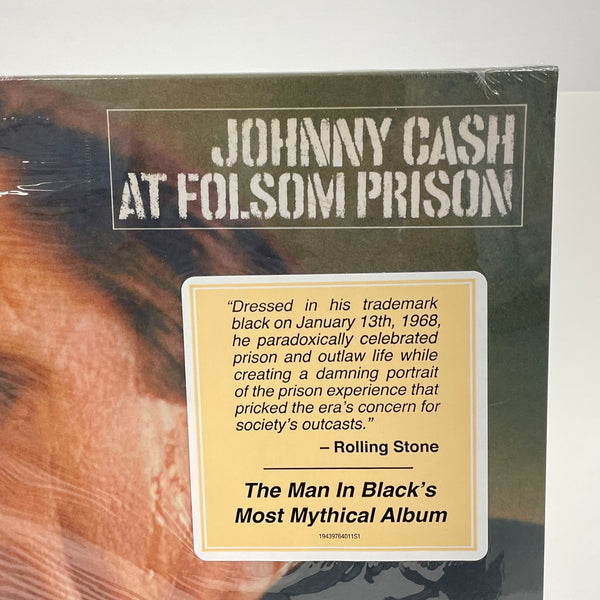 JOHNNY CASH
AT FOLSOM PRISON
“Dressed in his trademark
black on January 13th, 1968,
he paradoxically celebrated
prison and outlaw life while
creating a damning portrait
of the prison experience that
pricked the era’s concern for
society’s outcasts.”
– Rolling Stone
The Man In Black’s
Most Mythical Album
19439764011S1